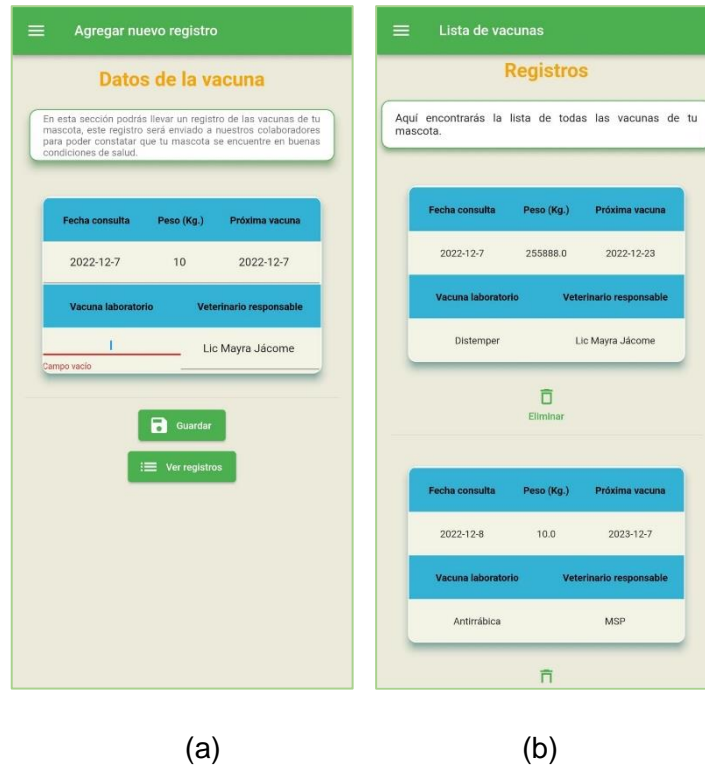 Agregar nuevo registro
Datos de la vacuna
En esta sección podrás llevar un registro de las vacunas de tu
mascota, este registro será enviado a nuestros colaboradores
para poder constatar que tu mascota se encuentre en buenas
condiciones de salud.
Fecha consulta Peso (Kg.) Próxima vacuna
2022-12-7 10 2022-12-7
Vacuna laboratorio Veterinario responsable
Lic Mayra Jácome
Campo vacio
Guardar
Ver registros
(a)
Lista de vacunas
Registros
Aquí encontrarás la lista de todas las vacunas de tu
mascota.
Fecha consulta Peso (Kg.) Próxima vacuna
2022-12-7 255888.0 2022-12-23
Vacuna laboratorio Veterinario responsable
Distemper Lic Mayra Jácome
Eliminar
Fecha consulta Peso (Kg.) Próxima vacuna
2022-12-8 10.0 2023-12-7
Vacuna laboratorio Veterinario responsable
Antirrábica MSP
(b)